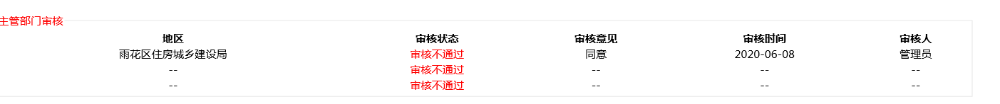 主管部门审核
地区 审核状态 审核意见 审核时间 审核人
雨花区住房城乡建设局 审核不通过 同意 2020-06-08 管理员
-- 审核不通过 -- -- --
-- 审核不通过 -- -- --